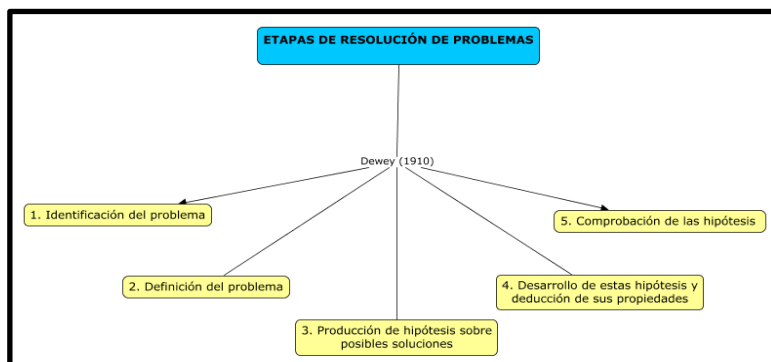 ETAPAS DE RESOLUCIÓN DE PROBLEMAS
Dewey (1910)
1. Identificación del problema
2. Definición del problema
3. Producción de hipótesis sobre
posibles soluciones
4. Desarrollo de estas hipótesis y
deducción de sus propiedades
5. Comprobación de las hipótesis